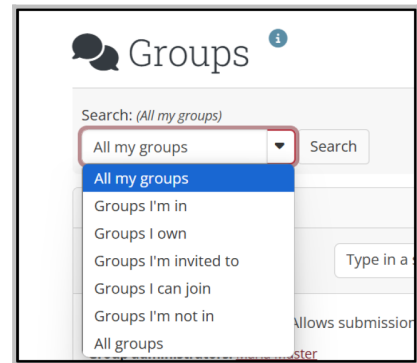 Groups i
Search: (All my groups)
All my groups Search
All my groups
Groups I'm in
Groups I own
Groups I'm invited to
Type in a s
Groups I can join
Groups I'm not in
Allows submission
All groups